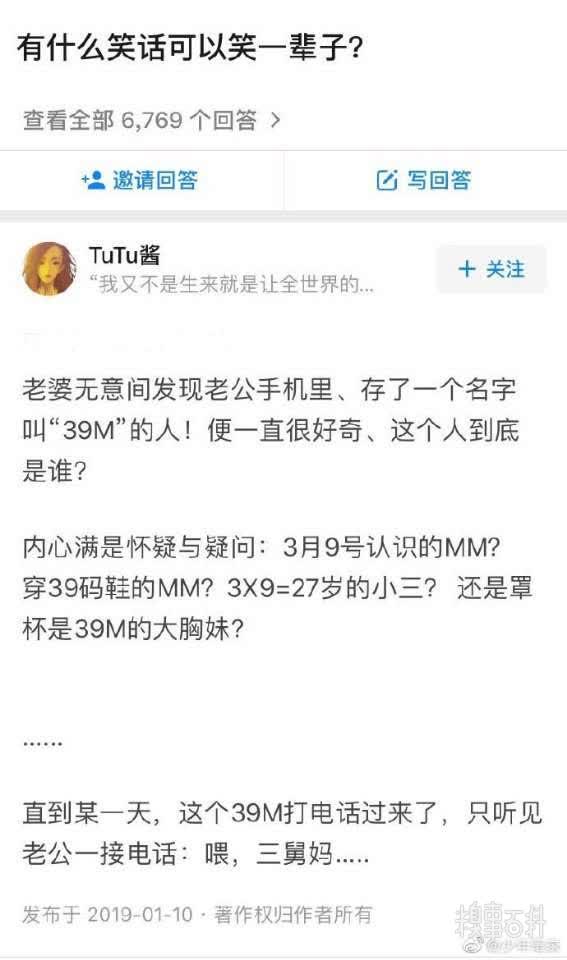 有什么笑话可以笑一辈子?
查看全部 6,769 个回答 >
邀请回答
写回答
TuTu酱
“我又不是生来就是让全世界的...
+ 关注
老婆无意间发现老公手机里、存了一个名字
叫“39M”的人！便一直很好奇、这个人到底
是谁?
内心满是怀疑与疑问：3月9号认识的MM?
穿39码鞋的MM? 3X9=27岁的小三? 还是罩
杯是39M的大胸妹?
......
直到某一天，这个39M打电话过来了，只听见
老公一接电话：喂，三舅妈.....
发布于 2019-01-10 · 著作权归作者所有
糗事百科